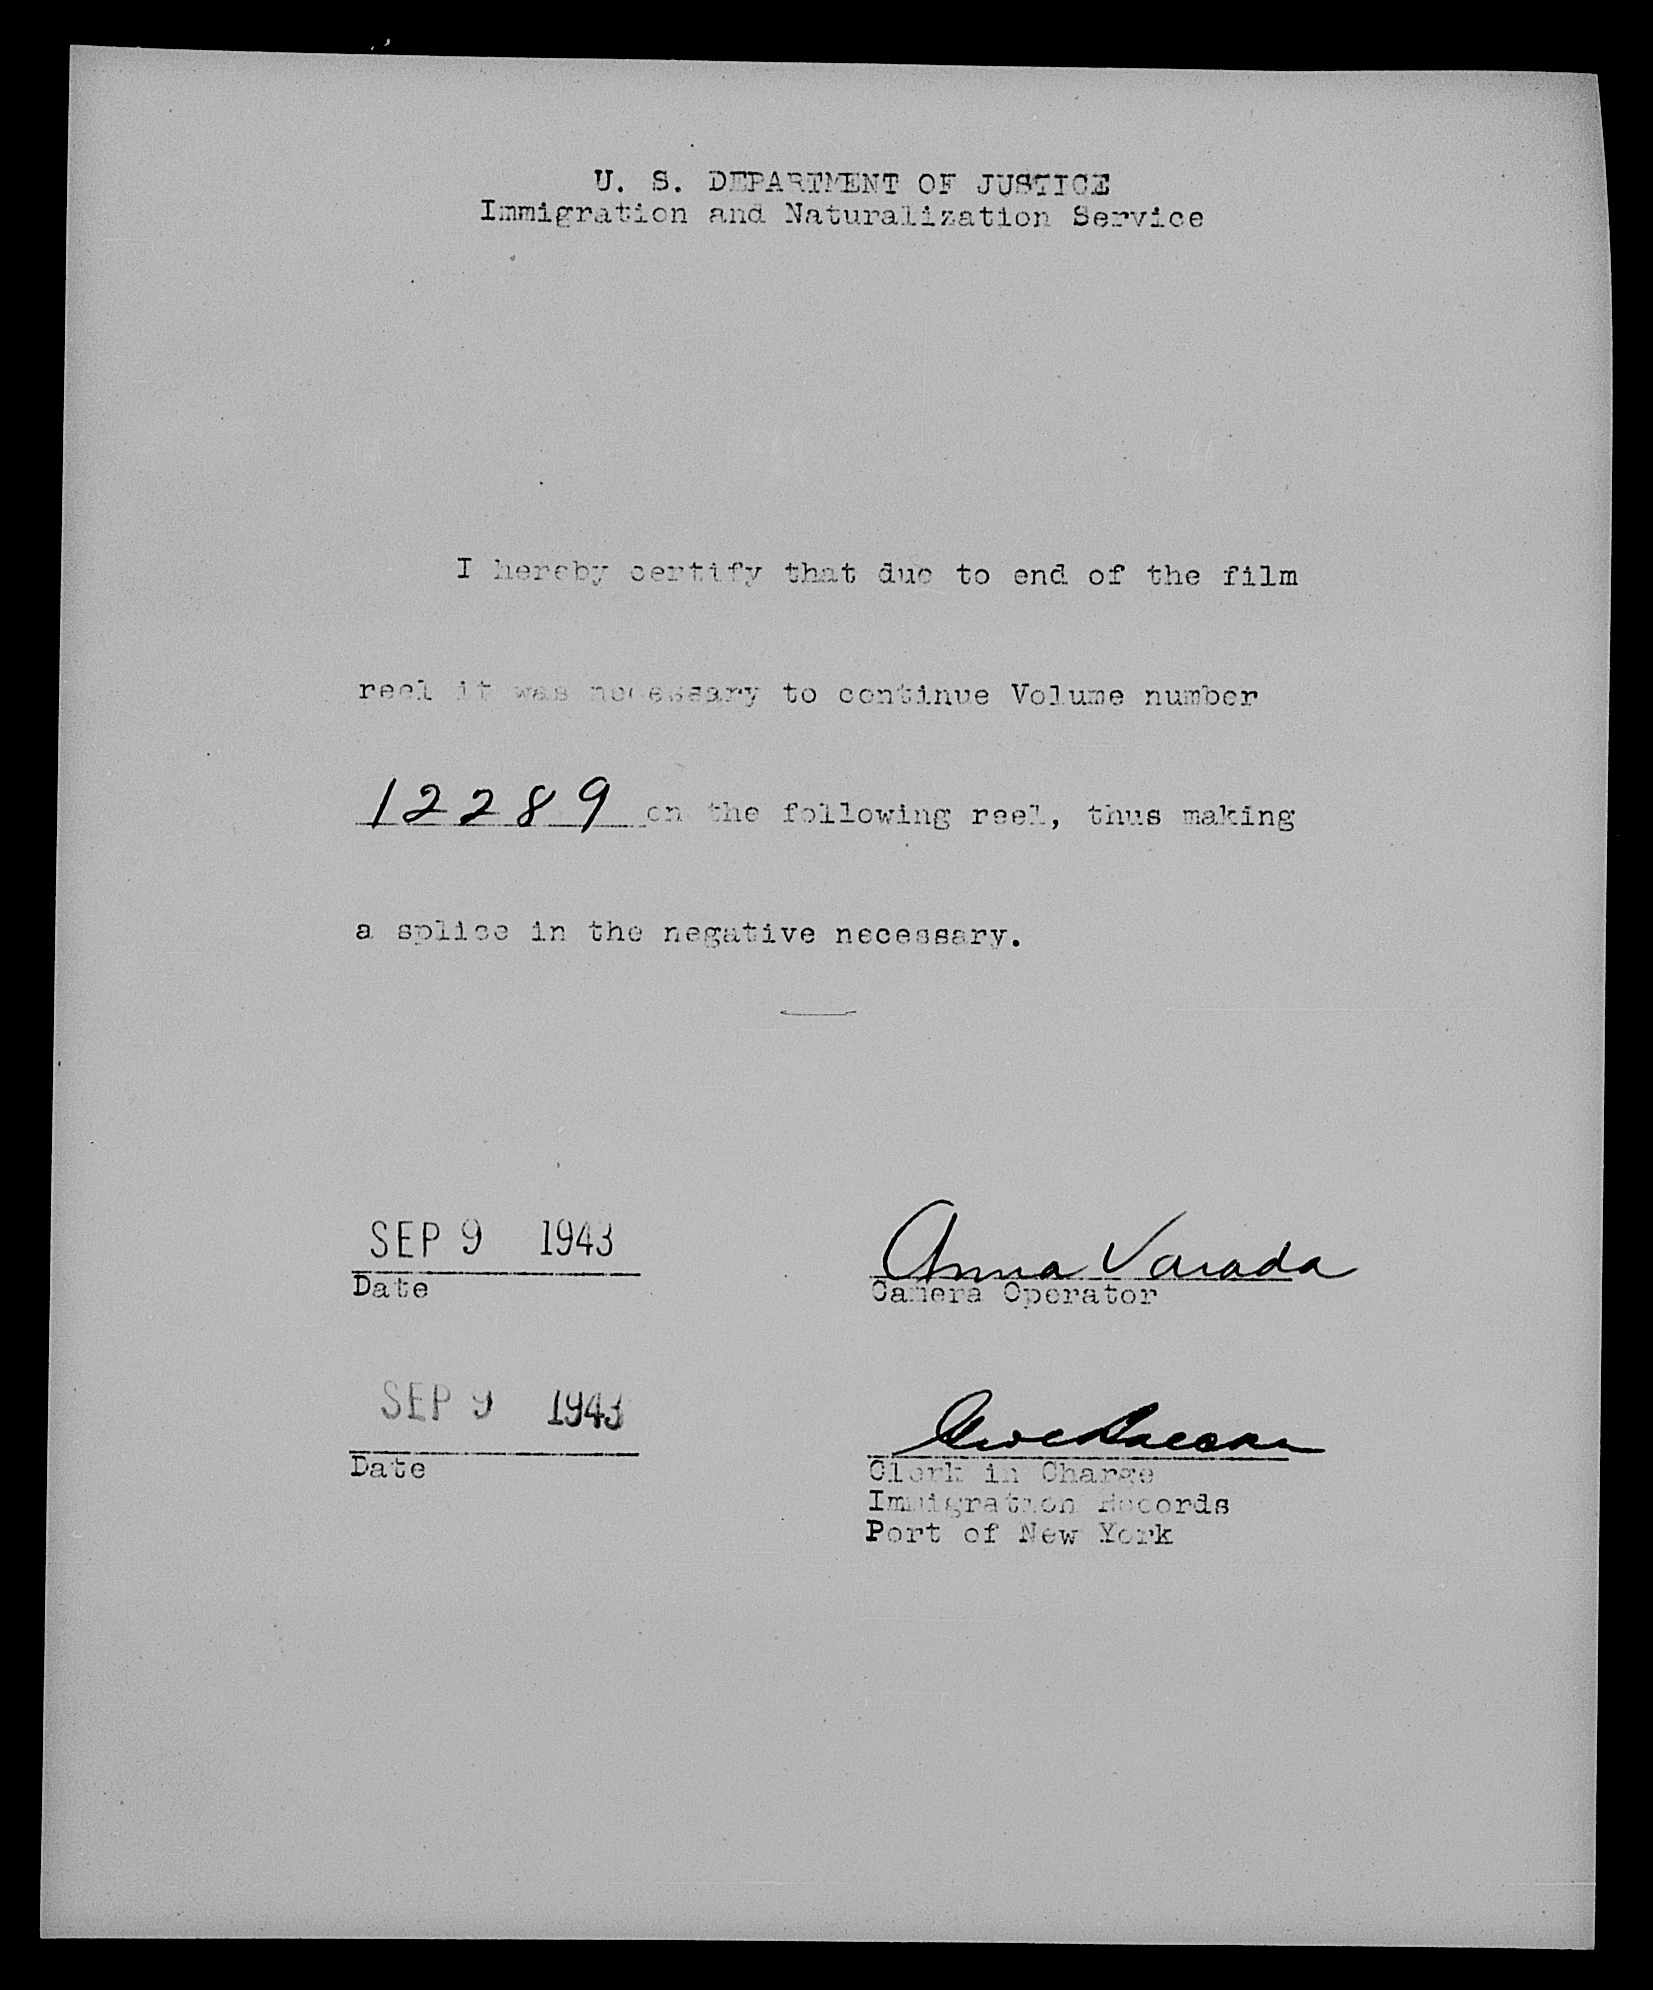 U. S. DEPARTMENT OF JUSTICE
Immigration and Naturalization Service
I hereby certify that due to end of the film
reel it was necessary to continue Volume number
12289 on the following reel, thus making
a splice in the negative necessary.
SEP 9 1943
Date
Anna Varada
Camera Operator
SEP 9 1943
Date
Clerk in Charge
Immigration Records
Port of New York